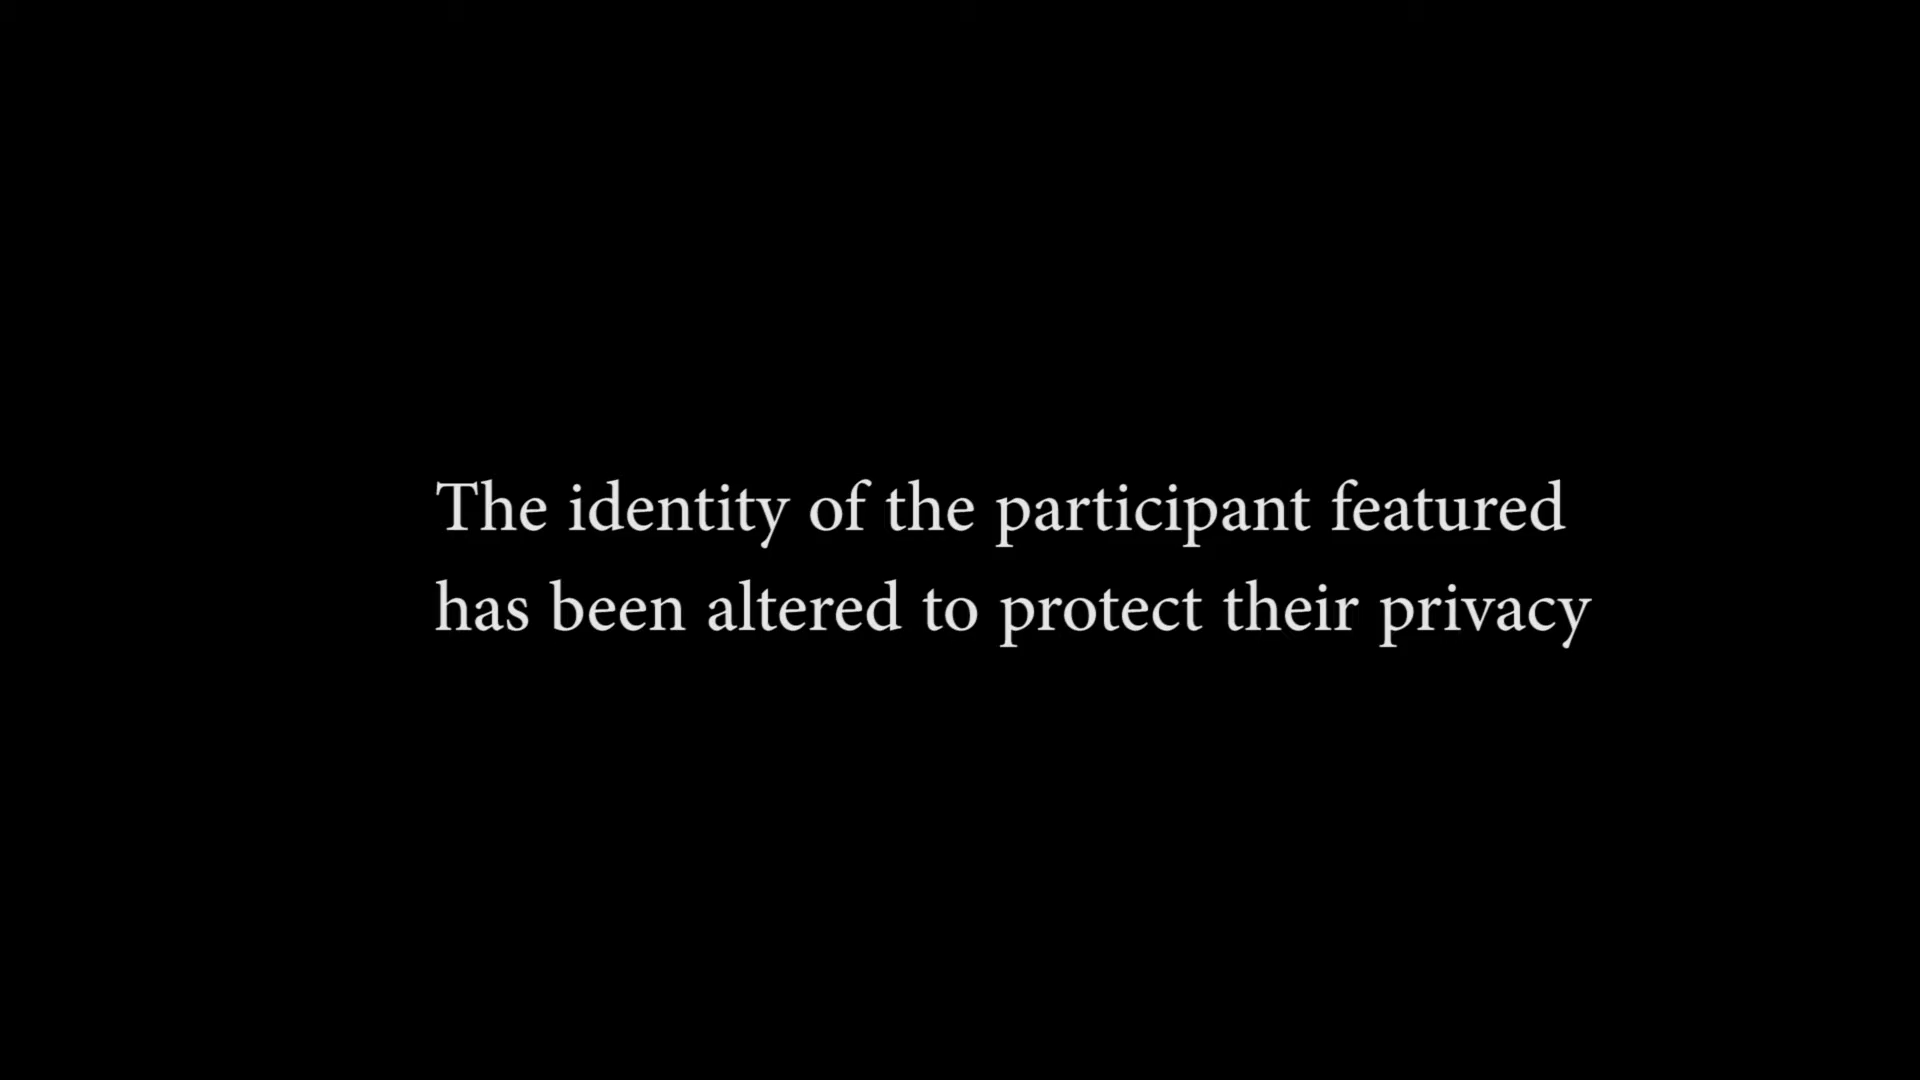 The identity of the participant featured
has been altered to protect their privacy